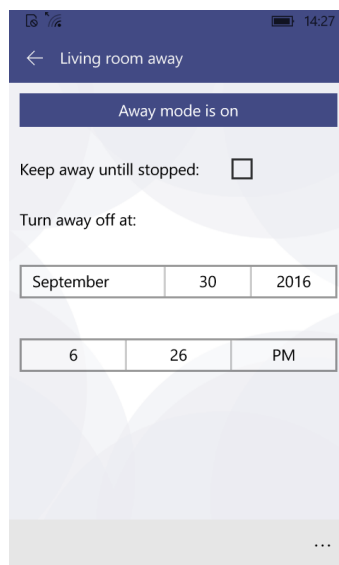 14:27
Living room away
Away mode is on
Keep away untill stopped:
Turn away off at:
September 30 2016
6 26 PM
...